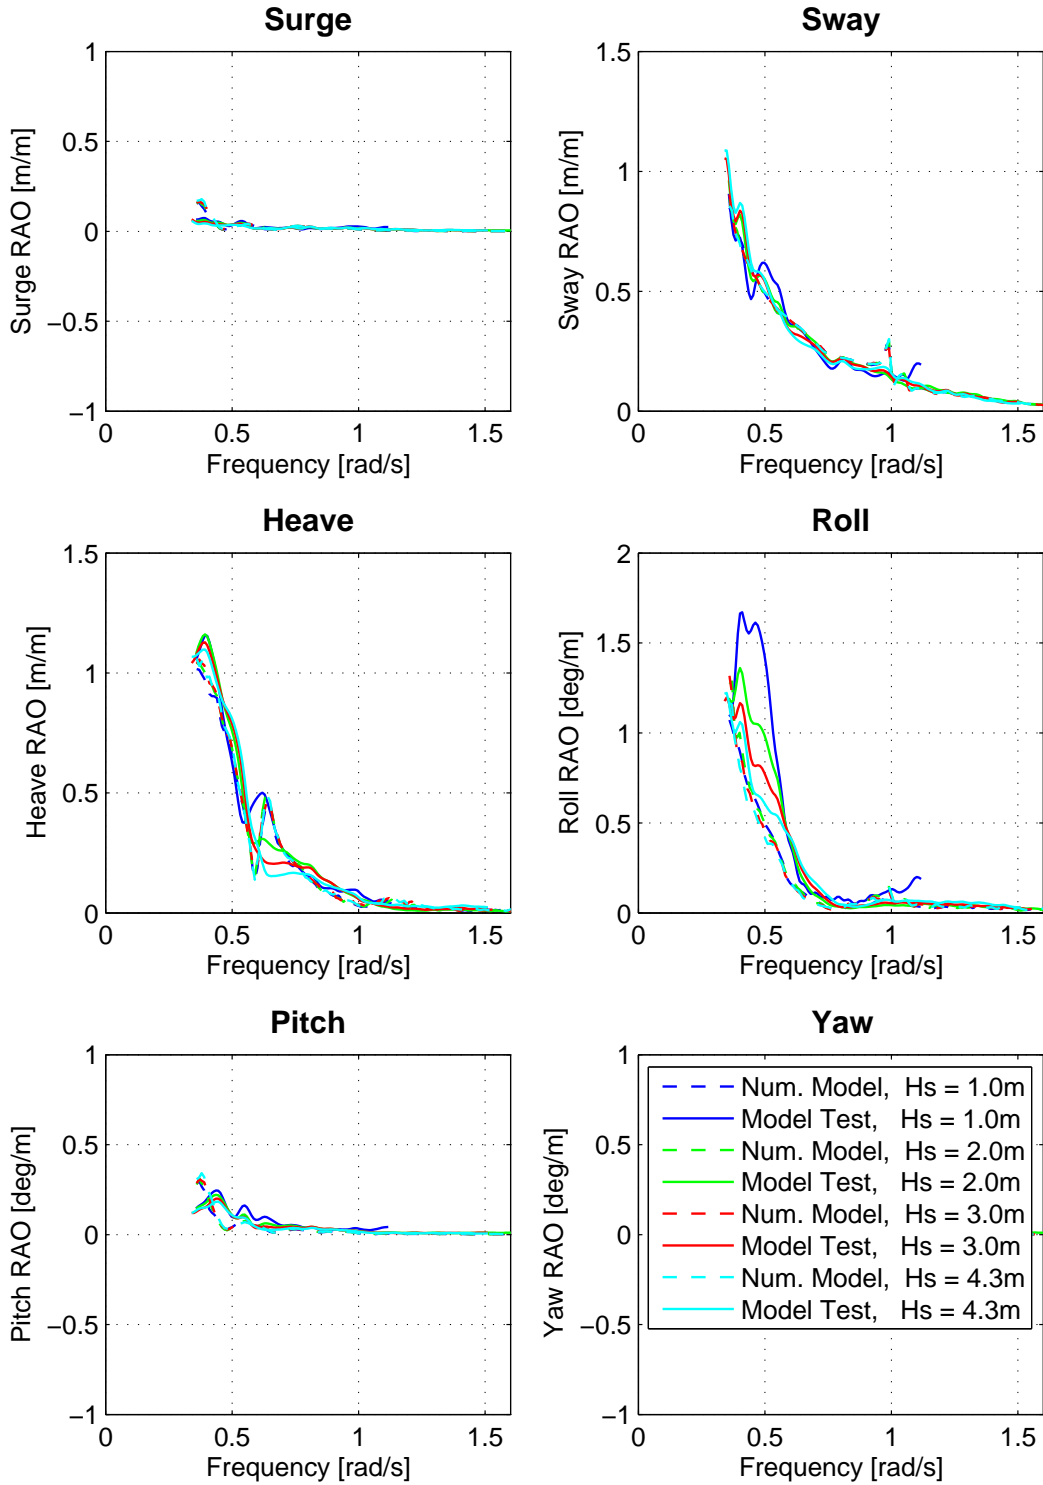 Surge
1
0.5
0
−0.5
−1
0
0.5
1
1.5
Surge RAO [m/m]
Frequency [rad/s]
Sway
1.5
1
0.5
0
0
0.5
1
1.5
Sway RAO [m/m]
Frequency [rad/s]
Heave
1.5
1
0.5
0
0
0.5
1
1.5
Heave RAO [m/m]
Frequency [rad/s]
Roll
2
1.5
1
0.5
0
0
0.5
1
1.5
Roll RAO [deg/m]
Frequency [rad/s]
Pitch
1
0.5
0
−0.5
−1
0
0.5
1
1.5
Pitch RAO [deg/m]
Frequency [rad/s]
Yaw
1
0.5
0
−0.5
−1
0
0.5
1
1.5
Yaw RAO [deg/m]
Frequency [rad/s]
Num. Model, Hs = 1.0m
Model Test, Hs = 1.0m
Num. Model, Hs = 2.0m
Model Test, Hs = 2.0m
Num. Model, Hs = 3.0m
Model Test, Hs = 3.0m
Num. Model, Hs = 4.3m
Model Test, Hs = 4.3m